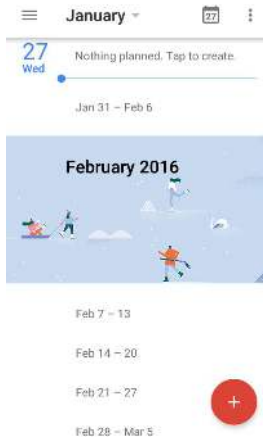 January
27
27
Wed
Nothing planned. Tap to create.
Jan 31 – Feb 6
February 2016
Feb 7 – 13
Feb 14 – 20
Feb 21 – 27
Feb 28 – Mar 5